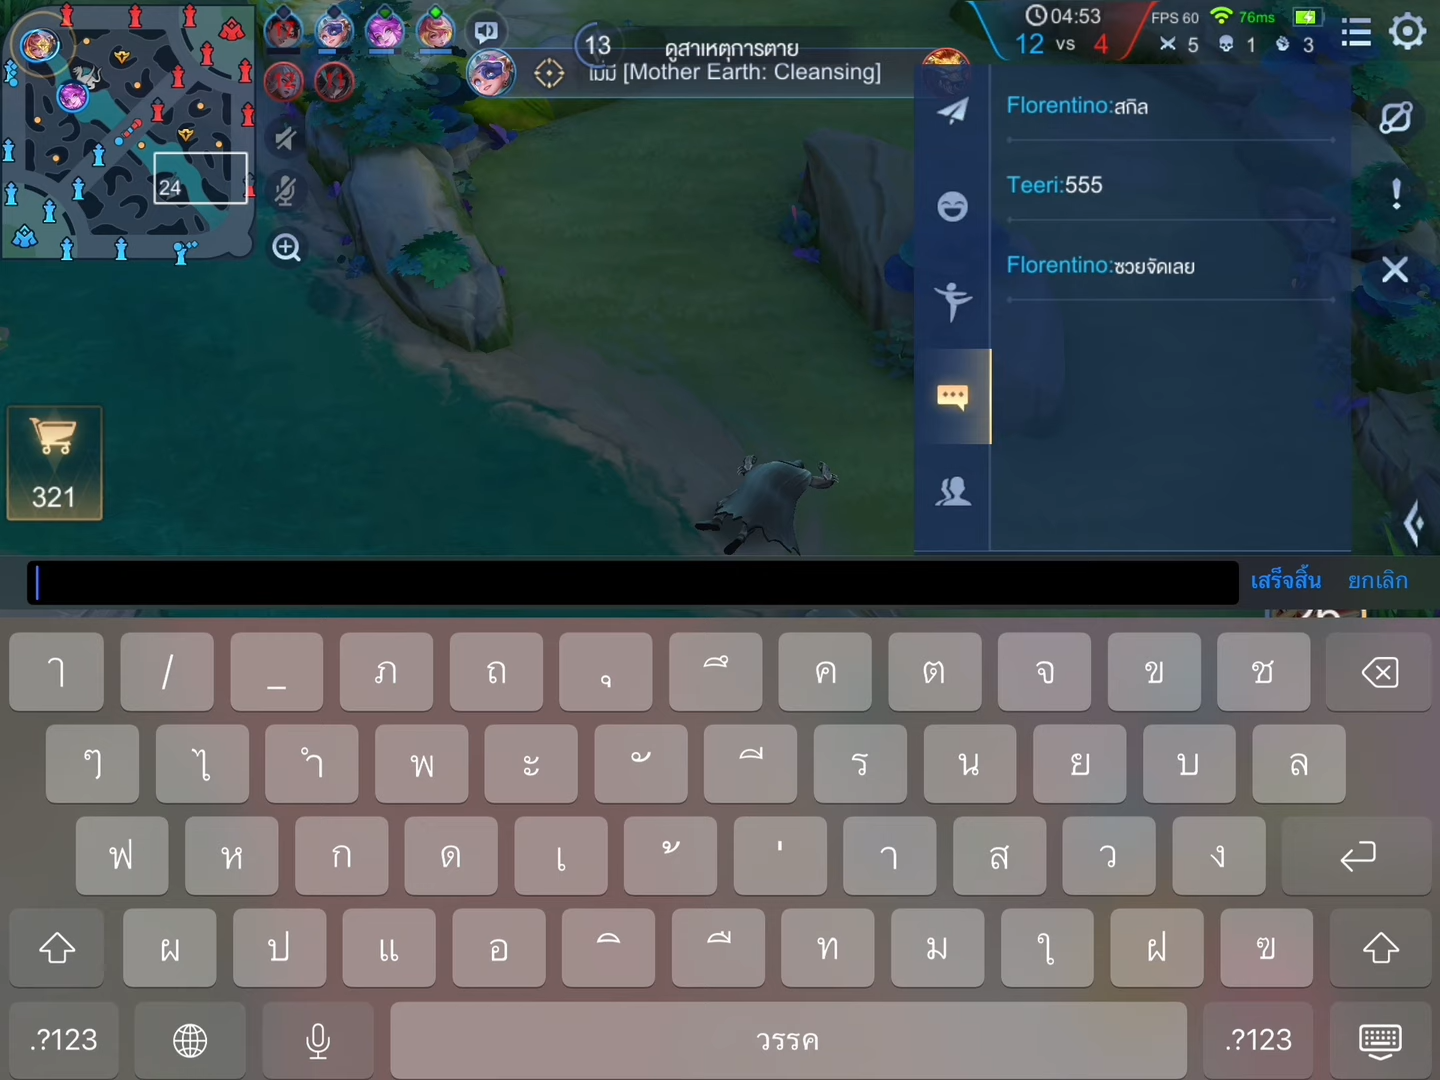 04:53
FPS 60
76ms
12 vs 4
5
1
3
13
ดูสาเหตุการตาย
[Mother Earth: Cleansing]
24
321
Florentino:สกิล
Teeri:555
Florentino:ซวยจัดเลย
เสร็จสิ้น
ยกเลิก
ๅ / _ ภ ถ ุ ึ ค ต จ ข ช
ๆ ไ ำ พ ะ ั ี ร น ย บ ล
ฟ ห ก ด เ ้ ่ า ส ว ง
ผ ป แ อ ิ ื ท ม ใ ฝ ฃ
.?123
วรรค
.?123